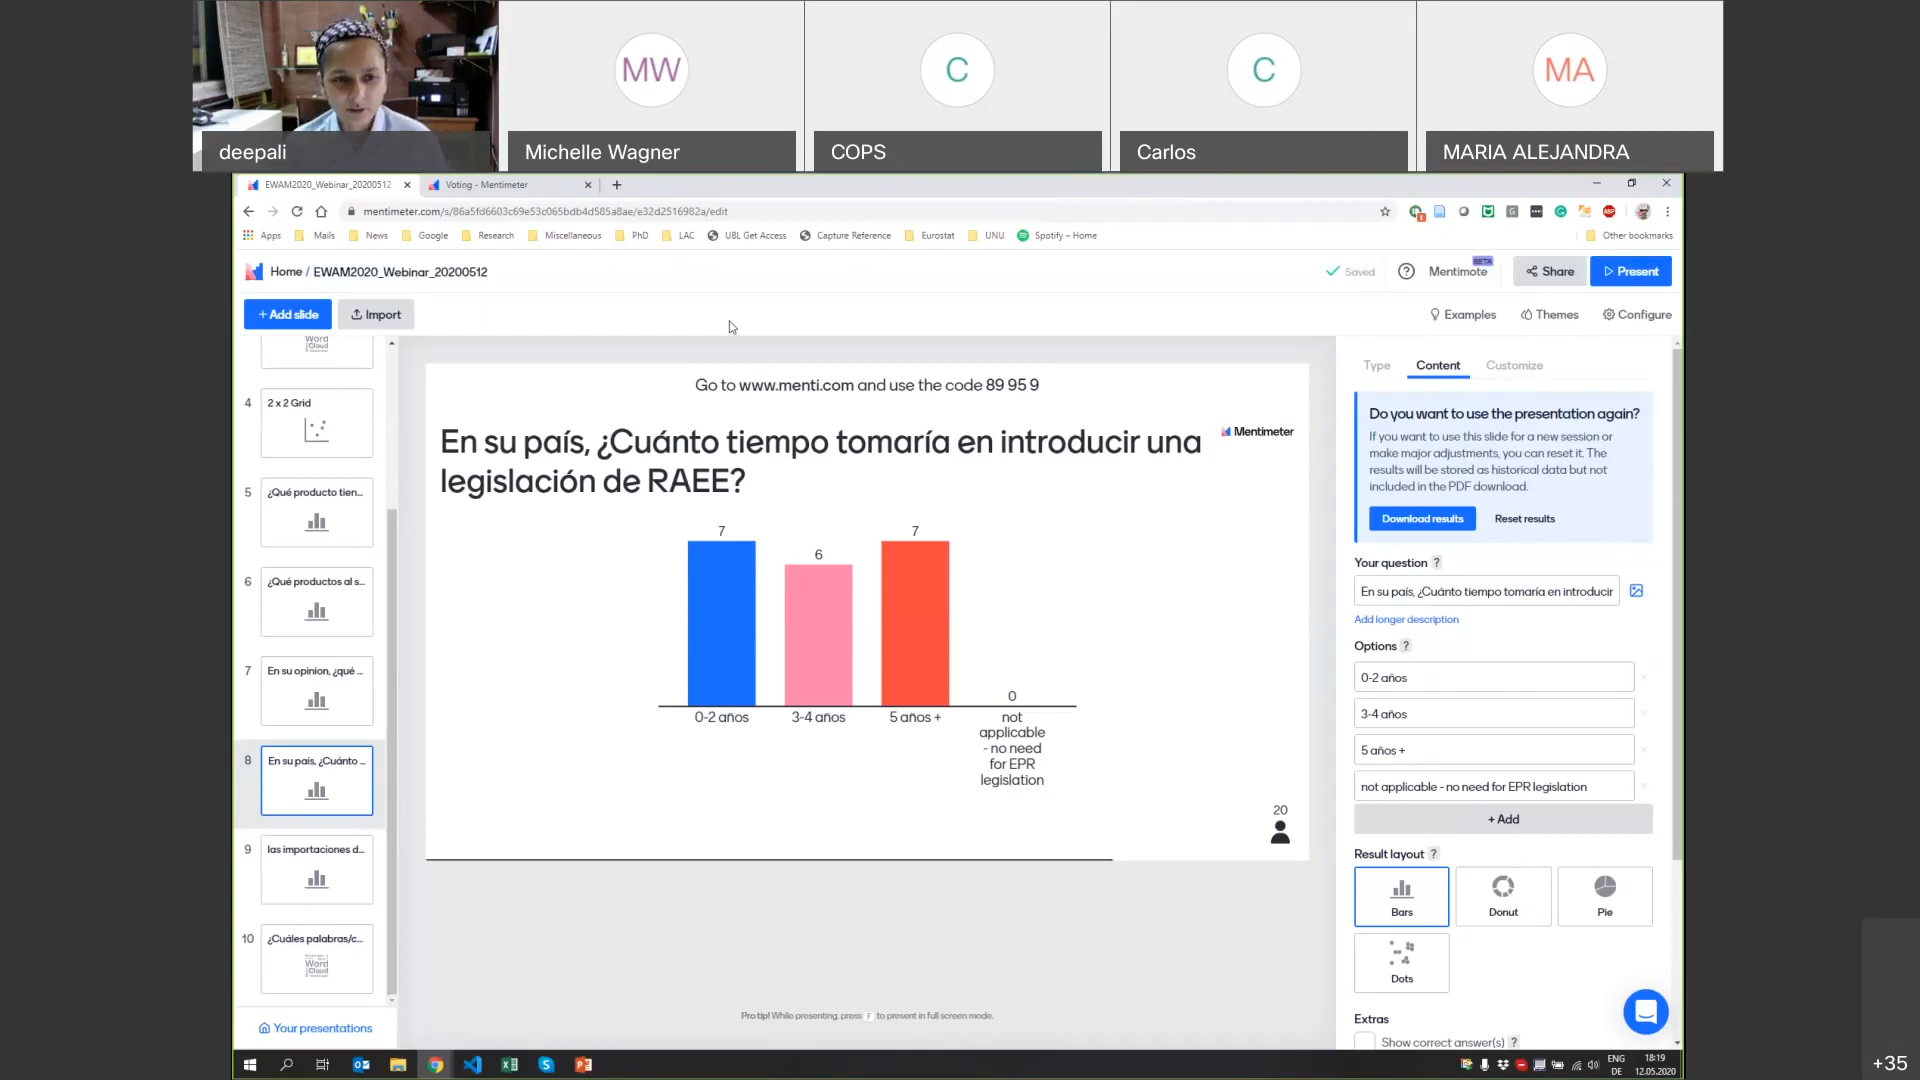 MW
C
C
MA
deepali
Michelle Wagner
COPS
Carlos
MARIA ALEJANDRA
EWAM2020_Webinar_20200512
Voting - Mentimeter
mentimeter.com/s/86a5fd6603c69e53c065bdb4d585a8ae/e32d2516982a/edit
Apps Mails News Google Research Miscellaneous PhD LAC UBL Get Access Capture Reference Eurostat UNU Spotify – Home Other bookmarks
Home / EWAM2020_Webinar_20200512
Saved
Mentimote BETA
Share
Present
+ Add slide
Import
Examples
Themes
Configure
Word
Cloud
4 2 x 2 Grid
5 ¿Qué producto tien...
6 ¿Qué productos al s...
7 En su opinion, ¿qué ...
8 En su país, ¿Cuánto ...
9 las importaciones d...
10 ¿Cuáles palabras/c...
Word
Cloud
Your presentations
Go to www.menti.com and use the code 89 95 9
En su país, ¿Cuánto tiempo tomaría en introducir una
legislación de RAEE?
Mentimeter
7
6
7
0
0-2 años
3-4 años
5 años +
not
applicable
- no need
for EPR
legislation
20
Pro tip! While presenting, press F to present in full screen mode.
Type
Content
Customize
Do you want to use the presentation again?
If you want to use this slide for a new session or
make major adjustments, you can reset it. The
results will be stored as historical data but not
included in the PDF download.
Download results
Reset results
Your question ?
En su país, ¿Cuánto tiempo tomaría en introducir
Add longer description
Options ?
0-2 años
3-4 años
5 años +
not applicable - no need for EPR legislation
+ Add
Result layout ?
Bars
Donut
Pie
Dots
Extras
Show correct answer(s) ?
ENG
DE
18:19
12.05.2020
+35